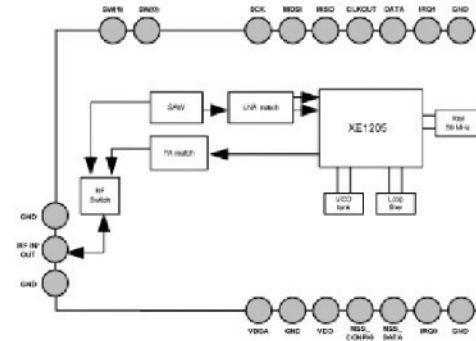 SW(1) SW(0) SCK MOSI MISO CLKOUT DATA IRQ1 GND
SAW
LNA match
XE1205
Xtal
39 MHz
PA match
RF
Switch
VCO
tank
Loop
filter
GND
RF IN/
OUT
GND
VDDA GND VDD NSS_
CONFIG NSS_
DATA IRQ0 GND